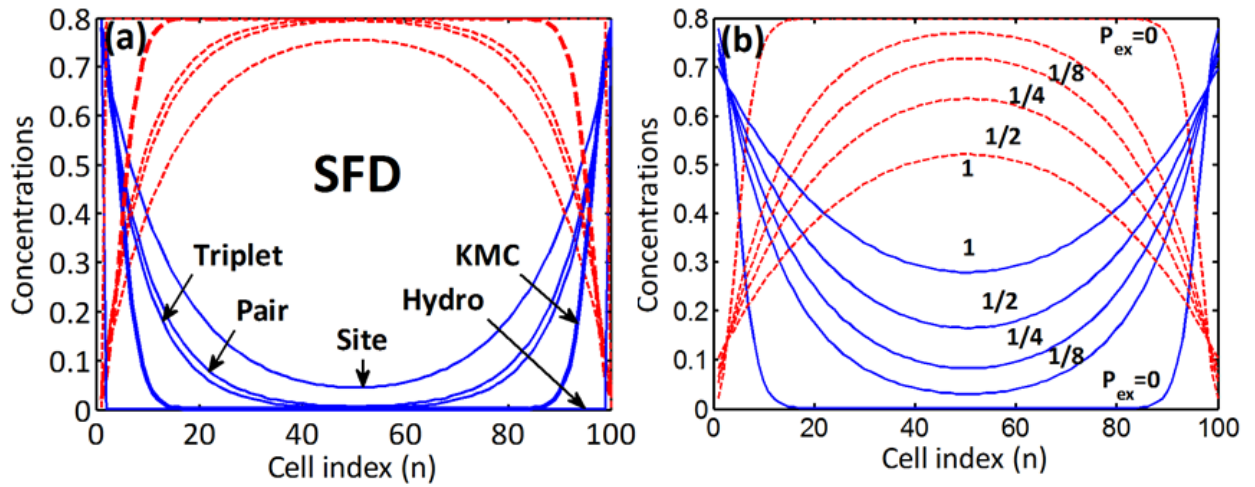 (a)
SFD
Triplet
Pair
Site
KMC
Hydro
0.8
0.7
0.6
0.5
0.4
0.3
0.2
0.1
0
Concentrations
0 20 40 60 80 100
Cell index (n)
(b)
P_ex=0
1/8
1/4
1/2
1
1
1/2
1/4
1/8
P_ex=0
0.8
0.7
0.6
0.5
0.4
0.3
0.2
0.1
0
Concentrations
0 20 40 60 80 100
Cell index (n)